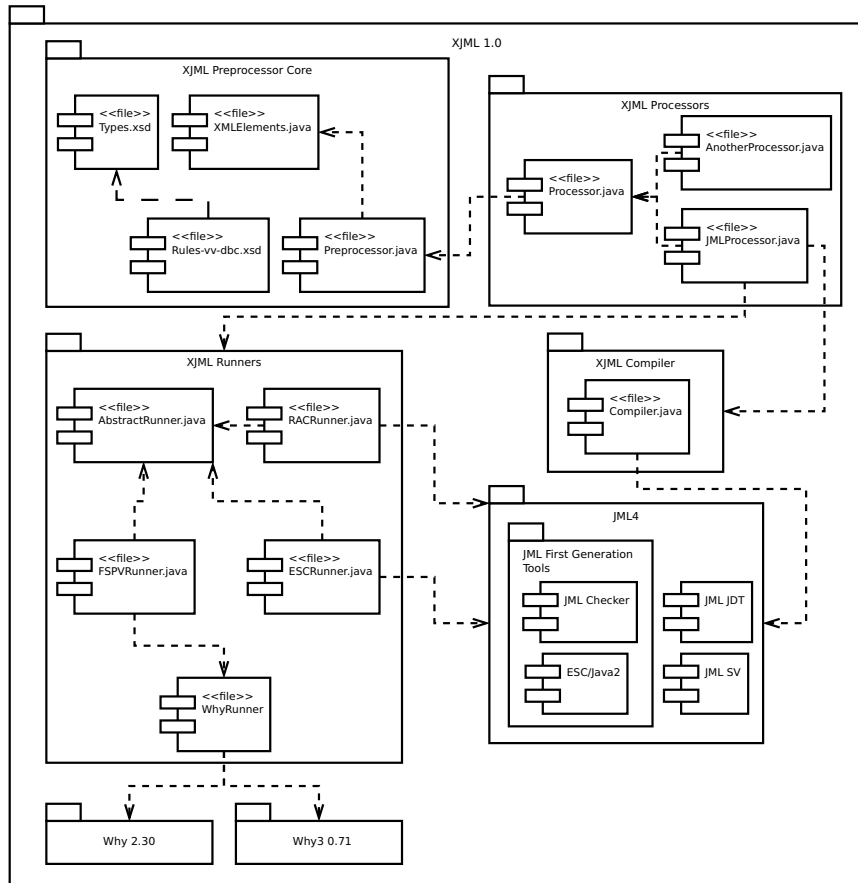 XJML 1.0
XJML Preprocessor Core
<<file>>
Types.xsd
<<file>>
XMLElements.java
<<file>>
Rules-vv-dbc.xsd
<<file>>
Preprocessor.java
XJML Processors
<<file>>
AnotherProcessor.java
<<file>>
Processor.java
<<file>>
JMLProcessor.java
XJML Runners
<<file>>
AbstractRunner.java
<<file>>
RACRunner.java
<<file>>
FSPVRunner.java
<<file>>
ESCRunner.java
<<file>>
WhyRunner
XJML Compiler
<<file>>
Compiler.java
JML4
JML First Generation
Tools
JML Checker
ESC/Java2
JML JDT
JML SV
Why 2.30
Why3 0.71